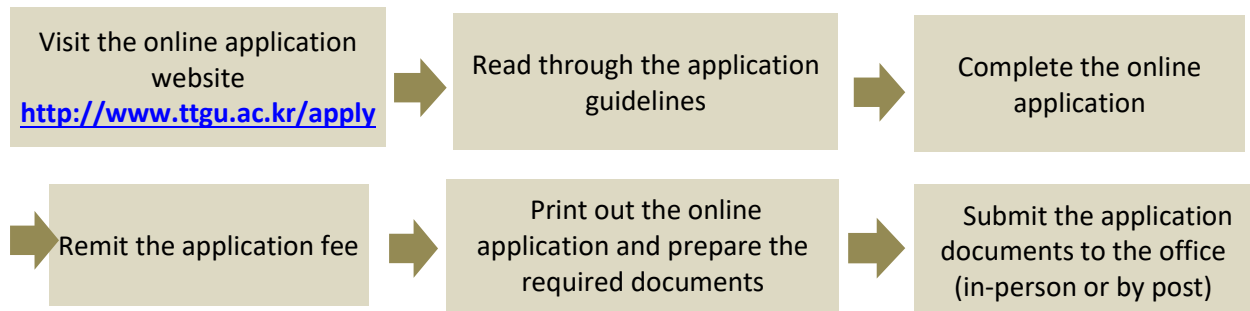 Visit the online application
website
http://www.ttgu.ac.kr/apply
Read through the application
guidelines
Complete the online
application
Remit the application fee
Print out the online
application and prepare the
required documents
Submit the application
documents to the office
(in-person or by post)